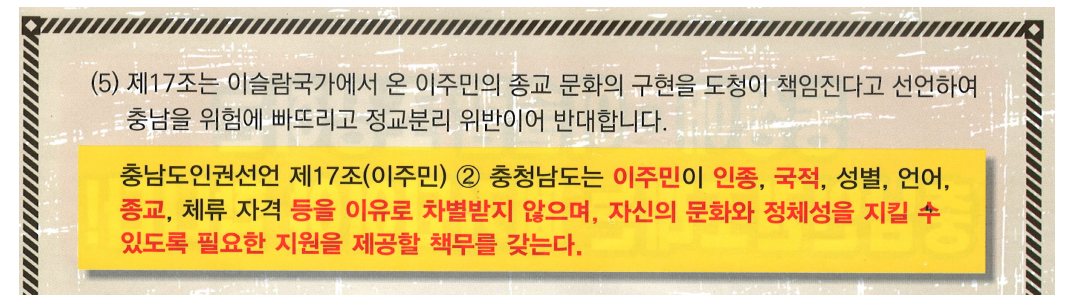 (5) 제17조는 이슬람국가에서 온 이주민의 종교 문화의 구현을 도청이 책임진다고 선언하여
충남을 위험에 빠뜨리고 정교분리 위반이어 반대합니다.
충남도인권선언 제17조(이주민) ② 충청남도는 이주민이 인종, 국적, 성별, 언어,
종교, 체류 자격 등을 이유로 차별받지 않으며, 자신의 문화와 정체성을 지킬 수
있도록 필요한 지원을 제공할 책무를 갖는다.